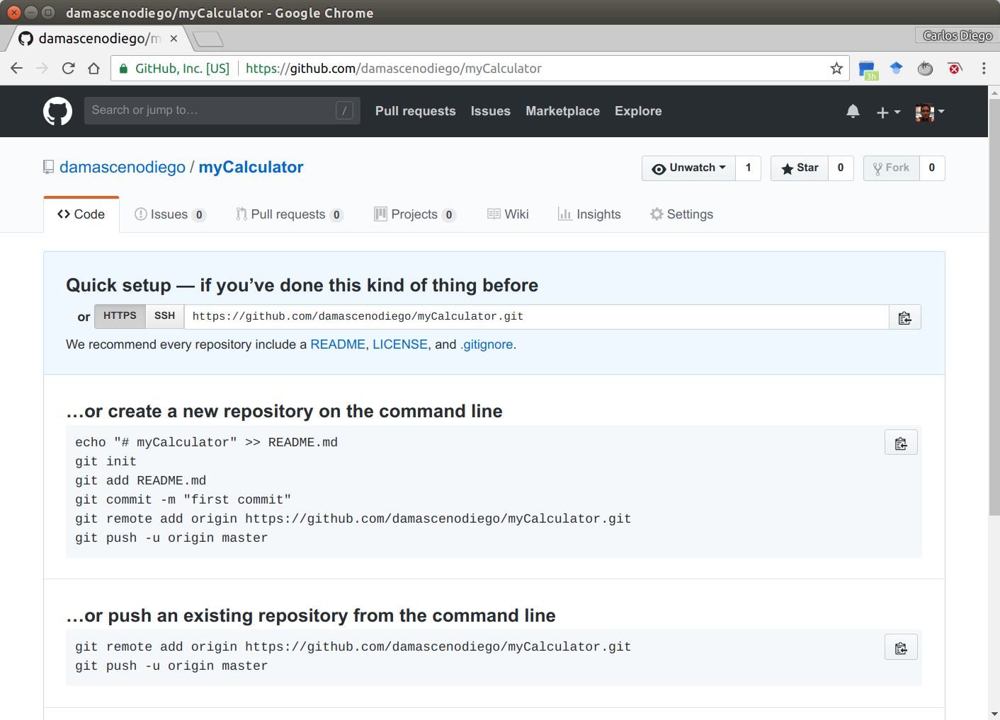 damascenodiego/myCalculator - Google Chrome
damascenodiego/m
Carlos Diego
GitHub, Inc. [US] https://github.com/damascenodiego/myCalculator
3h
Search or jump to… / Pull requests Issues Marketplace Explore
damascenodiego / myCalculator Unwatch 1 Star 0 Fork 0
Code Issues 0 Pull requests 0 Projects 0 Wiki Insights Settings
Quick setup — if you’ve done this kind of thing before
or HTTPS SSH https://github.com/damascenodiego/myCalculator.git
We recommend every repository include a README, LICENSE, and .gitignore.
…or create a new repository on the command line
echo "# myCalculator" >> README.md
git init
git add README.md
git commit -m "first commit"
git remote add origin https://github.com/damascenodiego/myCalculator.git
git push -u origin master
…or push an existing repository from the command line
git remote add origin https://github.com/damascenodiego/myCalculator.git
git push -u origin master